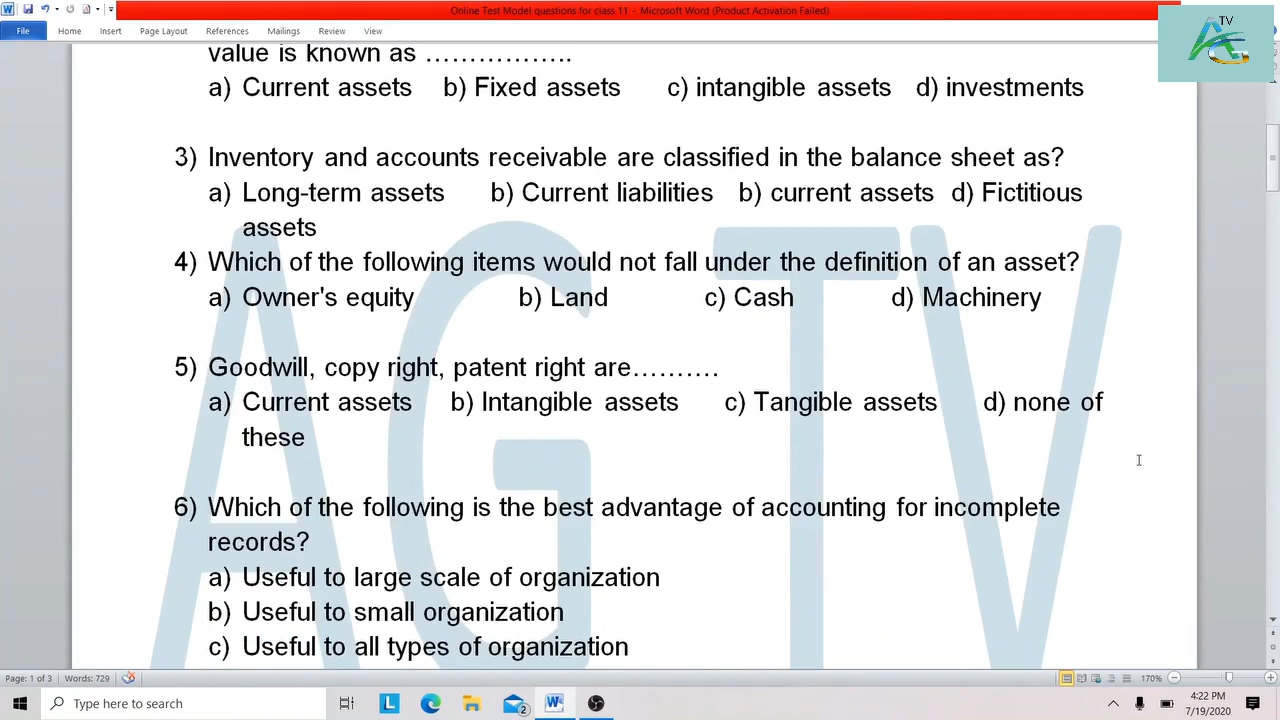 Online Test Model questions for class 11 - Microsoft Word (Product Activation Failed)
TV
File Home Insert Page Layout References Mailings Review View
value is known as ……………..
a) Current assets b) Fixed assets c) intangible assets d) investments
3) Inventory and accounts receivable are classified in the balance sheet as?
a) Long-term assets b) Current liabilities b) current assets d) Fictitious
assets
4) Which of the following items would not fall under the definition of an asset?
a) Owner's equity b) Land c) Cash d) Machinery
5) Goodwill, copy right, patent right are……….
a) Current assets b) Intangible assets c) Tangible assets d) none of
these
6) Which of the following is the best advantage of accounting for incomplete
records?
a) Useful to large scale of organization
b) Useful to small organization
c) Useful to all types of organization
AG TV
Page: 1 of 3 Words: 729 170%
Type here to search L W 2 4:22 PM
7/19/2020